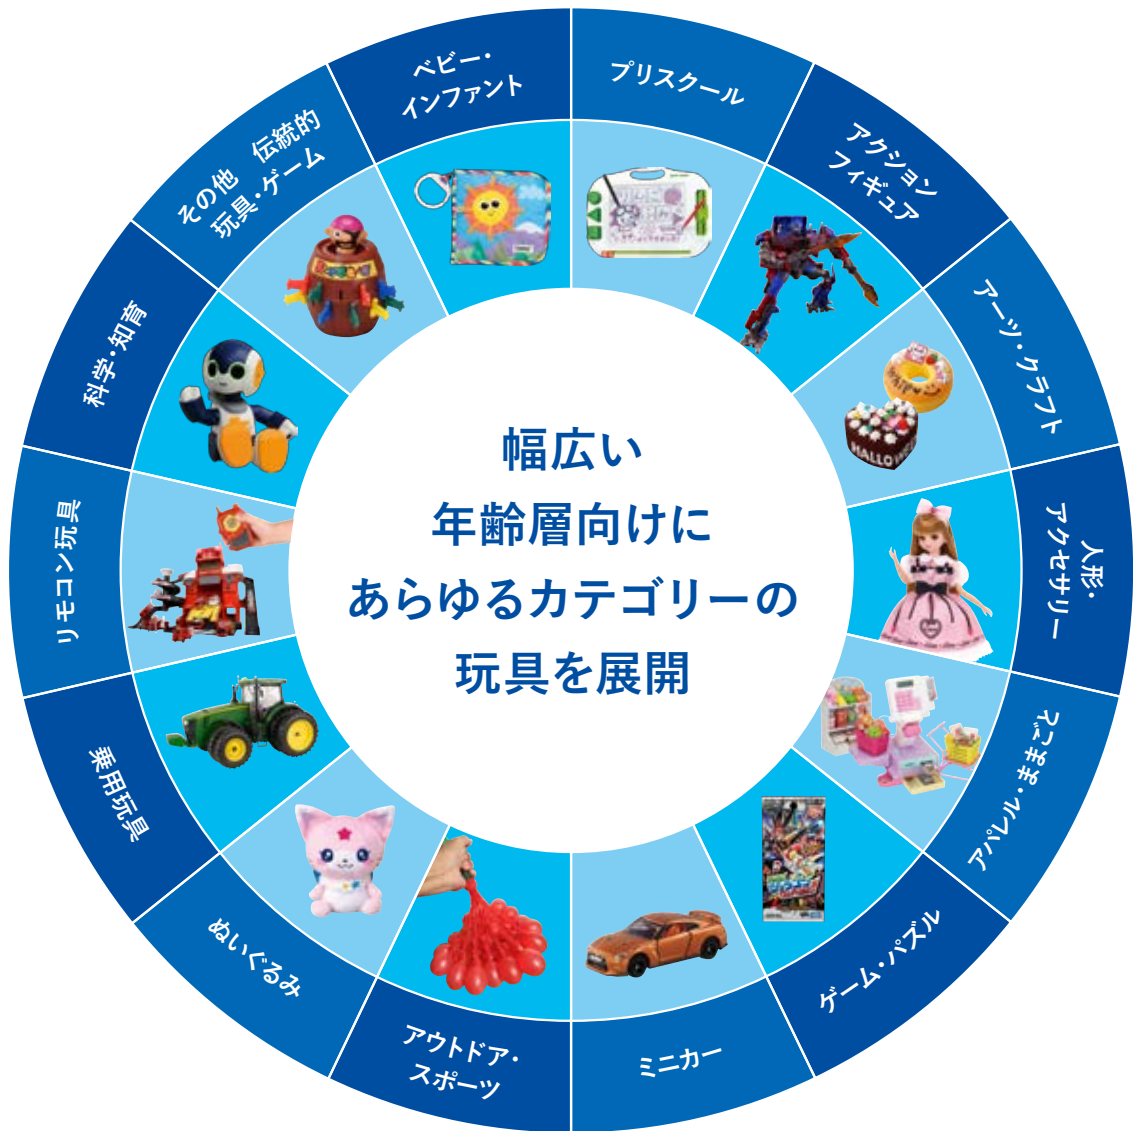 幅広い
年齢層向けに
あらゆるカテゴリーの
玩具を展開
ベビー・
インファント
プリスクール
アクション
フィギュア
アーツ・クラフト
人形・
アクセサリー
アパレル・ままごと
ゲーム・パズル
ミニカー
アウトドア・
スポーツ
ぬいぐるみ
乗用玩具
リモコン玩具
科学・知育
その他　伝統的
玩具・ゲーム